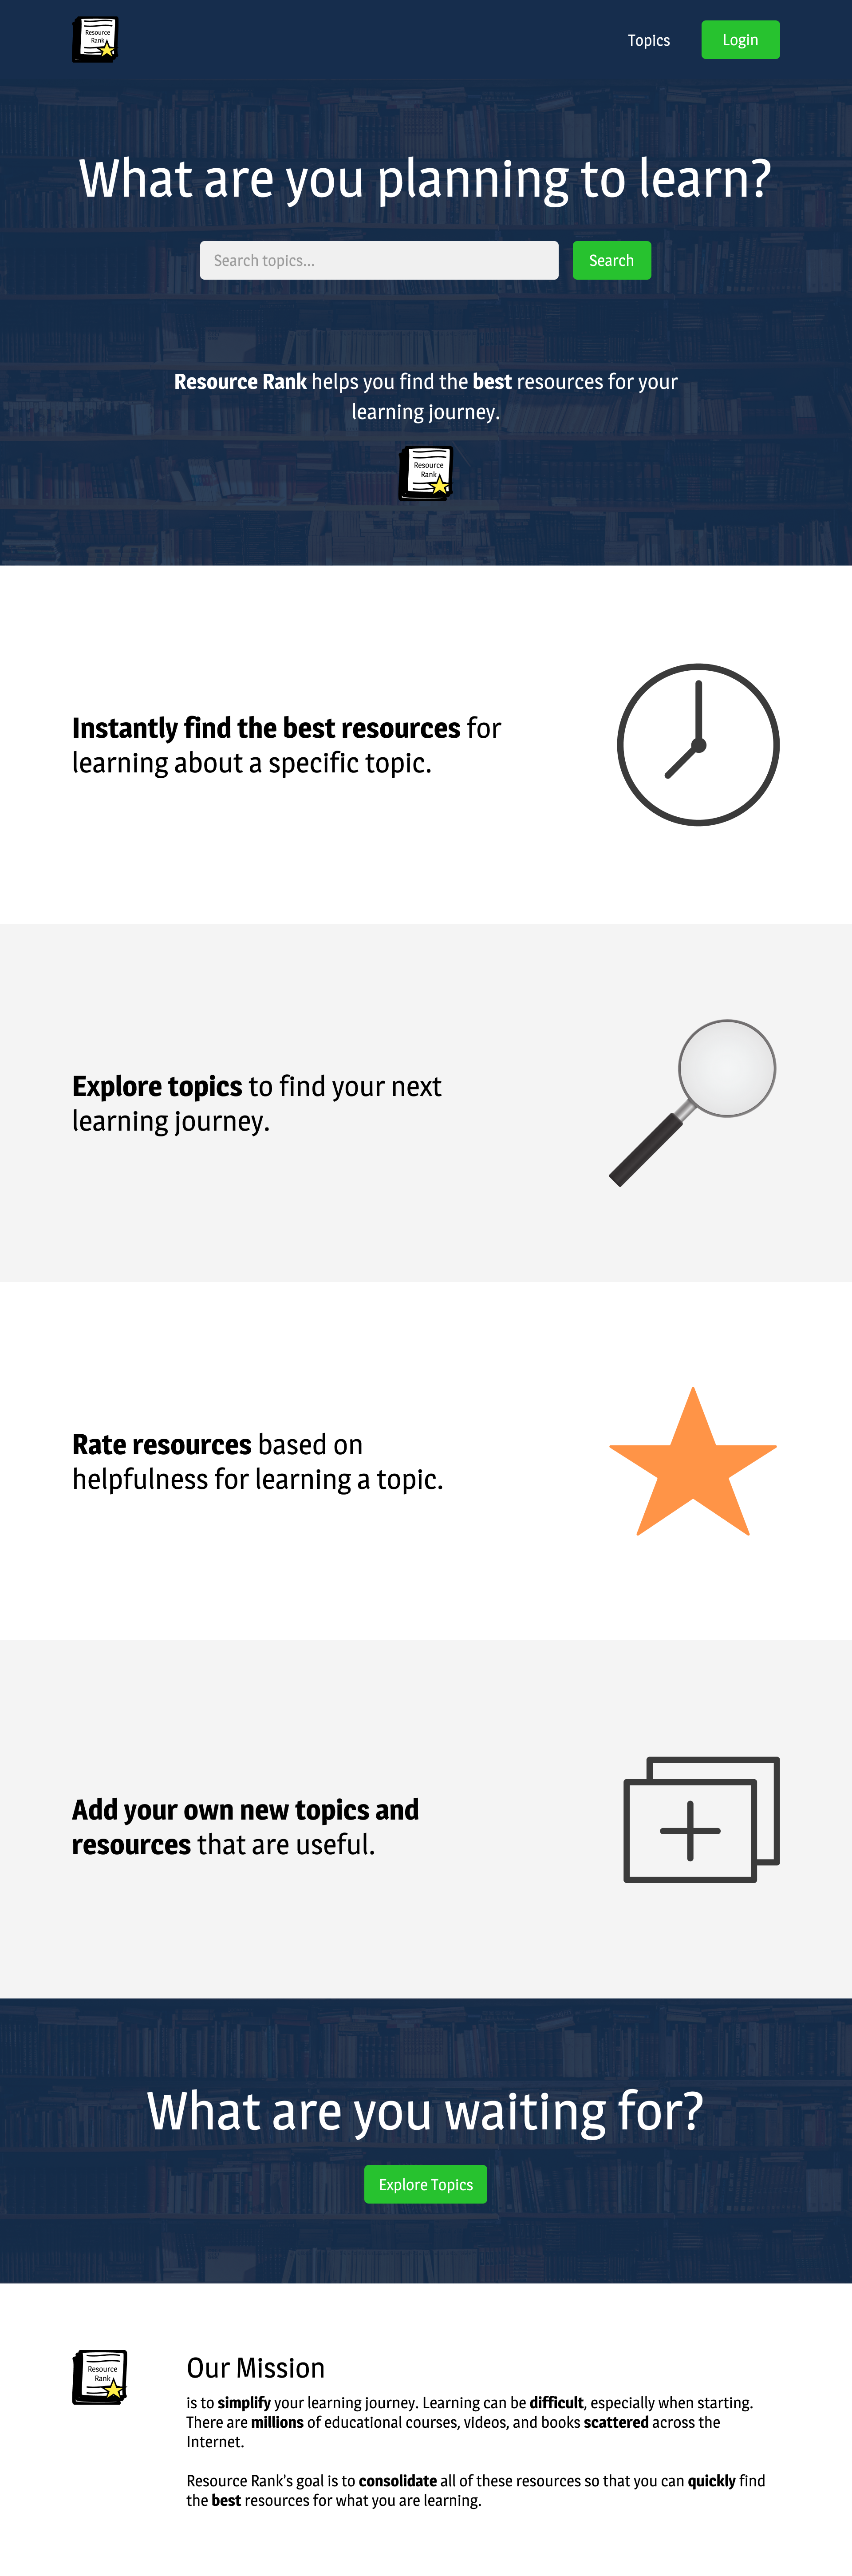 Resource
Rank
Topics
Login
What are you planning to learn?
Search topics...
Search
Resource Rank helps you find the best resources for your
learning journey.
Resource
Rank
Instantly find the best resources for
learning about a specific topic.
Explore topics to find your next
learning journey.
Rate resources based on
helpfulness for learning a topic.
Add your own new topics and
resources that are useful.
What are you waiting for?
Explore Topics
Resource
Rank
Our Mission
is to simplify your learning journey. Learning can be difficult, especially when starting.
There are millions of educational courses, videos, and books scattered across the
Internet.
Resource Rank's goal is to consolidate all of these resources so that you can quickly find
the best resources for what you are learning.